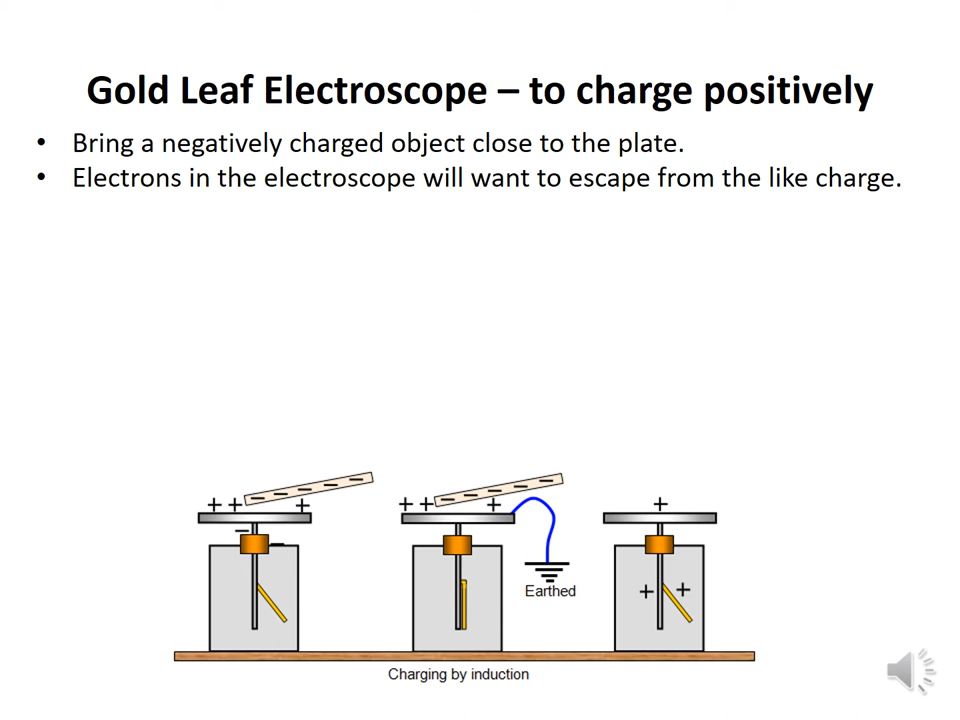 Gold Leaf Electroscope – to charge positively
• Bring a negatively charged object close to the plate.
• Electrons in the electroscope will want to escape from the like charge.
+ + +
+ + +
+
+ +
Earthed
Charging by induction